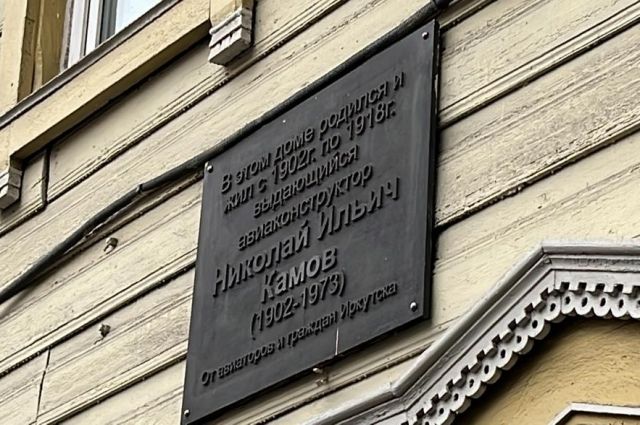 В этом доме родился и
жил с 1902г. по 1918г.
выдающийся
авиаконструктор
Николай Ильич
Камов
(1902-1973)
От авиаторов и граждан Иркутска